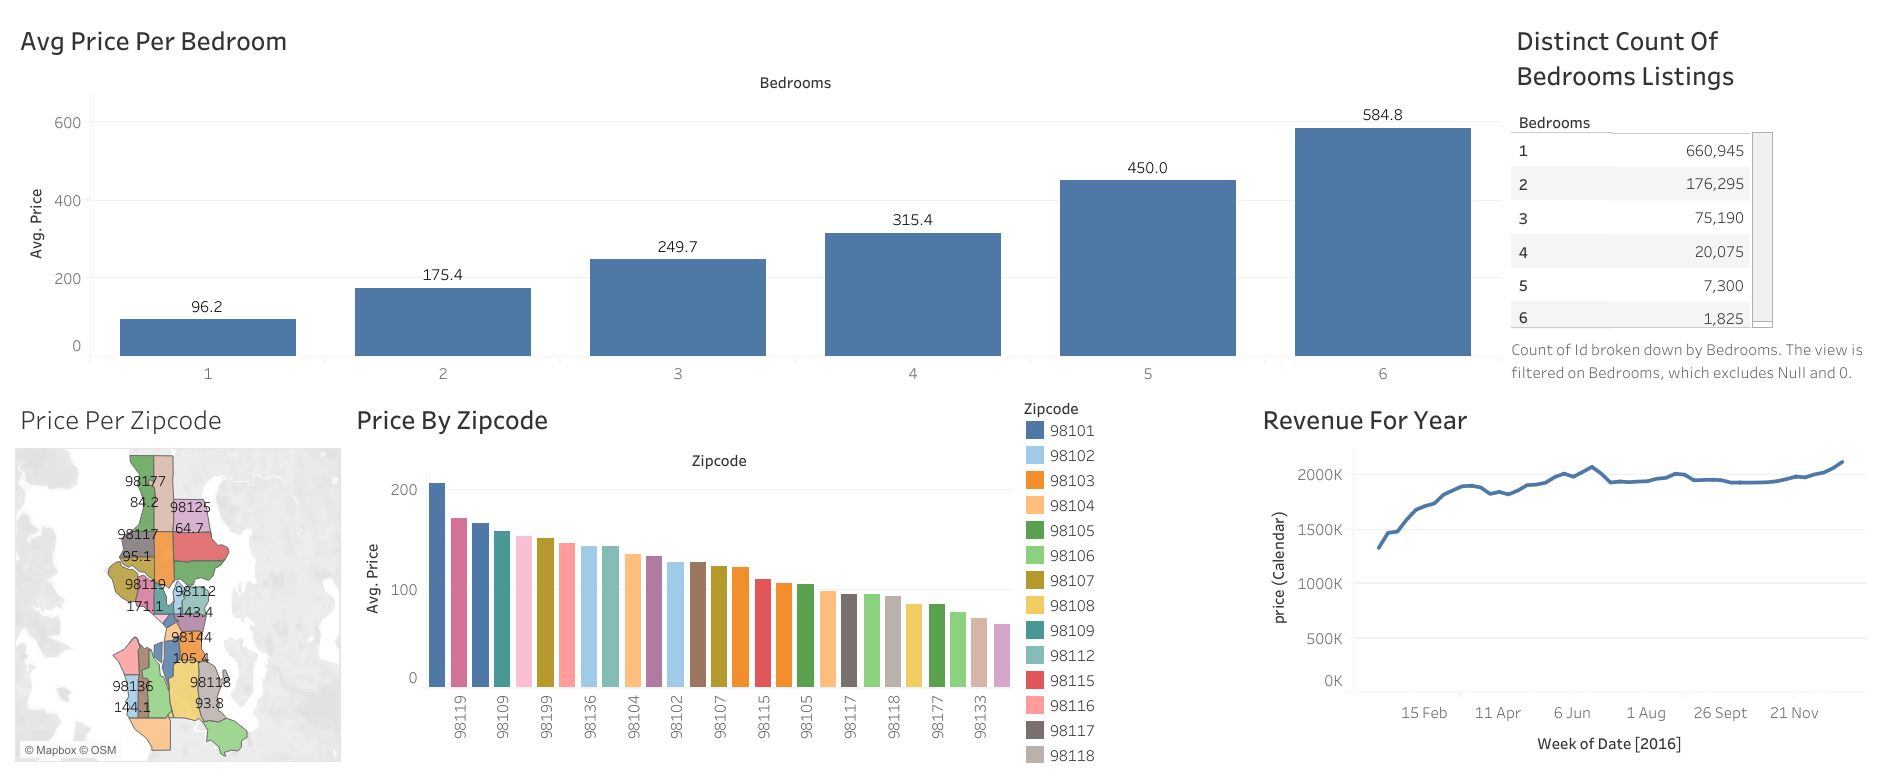 Avg Price Per Bedroom
Bedrooms
Avg. Price
600
400
200
0
96.2
175.4
249.7
315.4
450.0
584.8
1
2
3
4
5
6
Distinct Count Of
Bedrooms Listings
Bedrooms
1 660,945
2 176,295
3 75,190
4 20,075
5 7,300
6 1,825
Count of Id broken down by Bedrooms. The view is
filtered on Bedrooms, which excludes Null and 0.
Price Per Zipcode
98177
84.2
98125
64.7
98117
95.1
98119
171.1
98112
143.4
98144
105.4
98136
144.1
98118
93.8
© Mapbox © OSM
Price By Zipcode
Zipcode
Avg. Price
200
100
0
98119
98109
98199
98136
98104
98102
98107
98115
98105
98117
98118
98177
98133
Zipcode
98101
98102
98103
98104
98105
98106
98107
98108
98109
98112
98115
98116
98117
98118
Revenue For Year
price (Calendar)
2000K
1500K
1000K
500K
0K
15 Feb
11 Apr
6 Jun
1 Aug
26 Sept
21 Nov
Week of Date [2016]